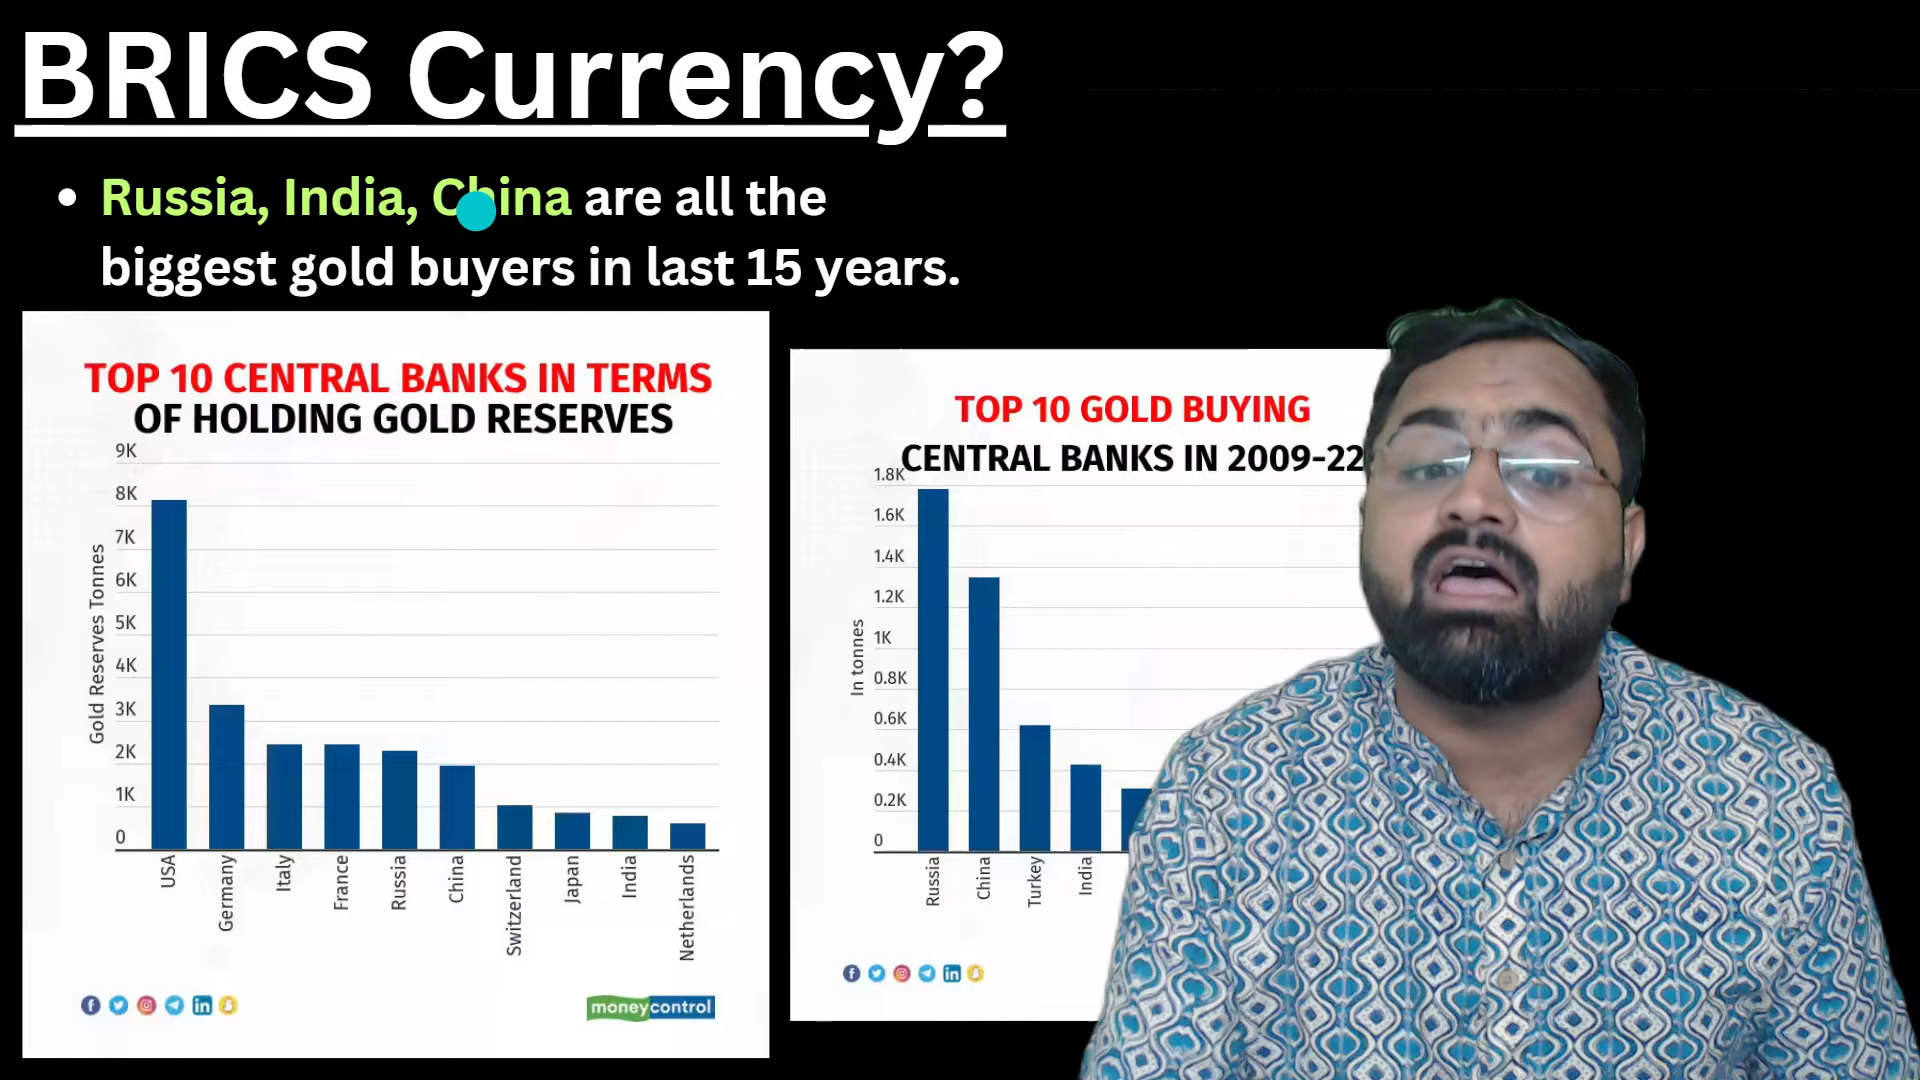 BRICS Currency?
• Russia, India, China are all the
biggest gold buyers in last 15 years.
TOP 10 CENTRAL BANKS IN TERMS
OF HOLDING GOLD RESERVES
Gold Reserves Tonnes
9K
8K
7K
6K
5K
4K
3K
2K
1K
0
USA
Germany
Italy
France
Russia
China
Switzerland
Japan
India
Netherlands
moneycontrol
TOP 10 GOLD BUYING
CENTRAL BANKS IN 2009-22
In tonnes
1.8K
1.6K
1.4K
1.2K
1K
0.8K
0.6K
0.4K
0.2K
0
Russia
China
Turkey
India